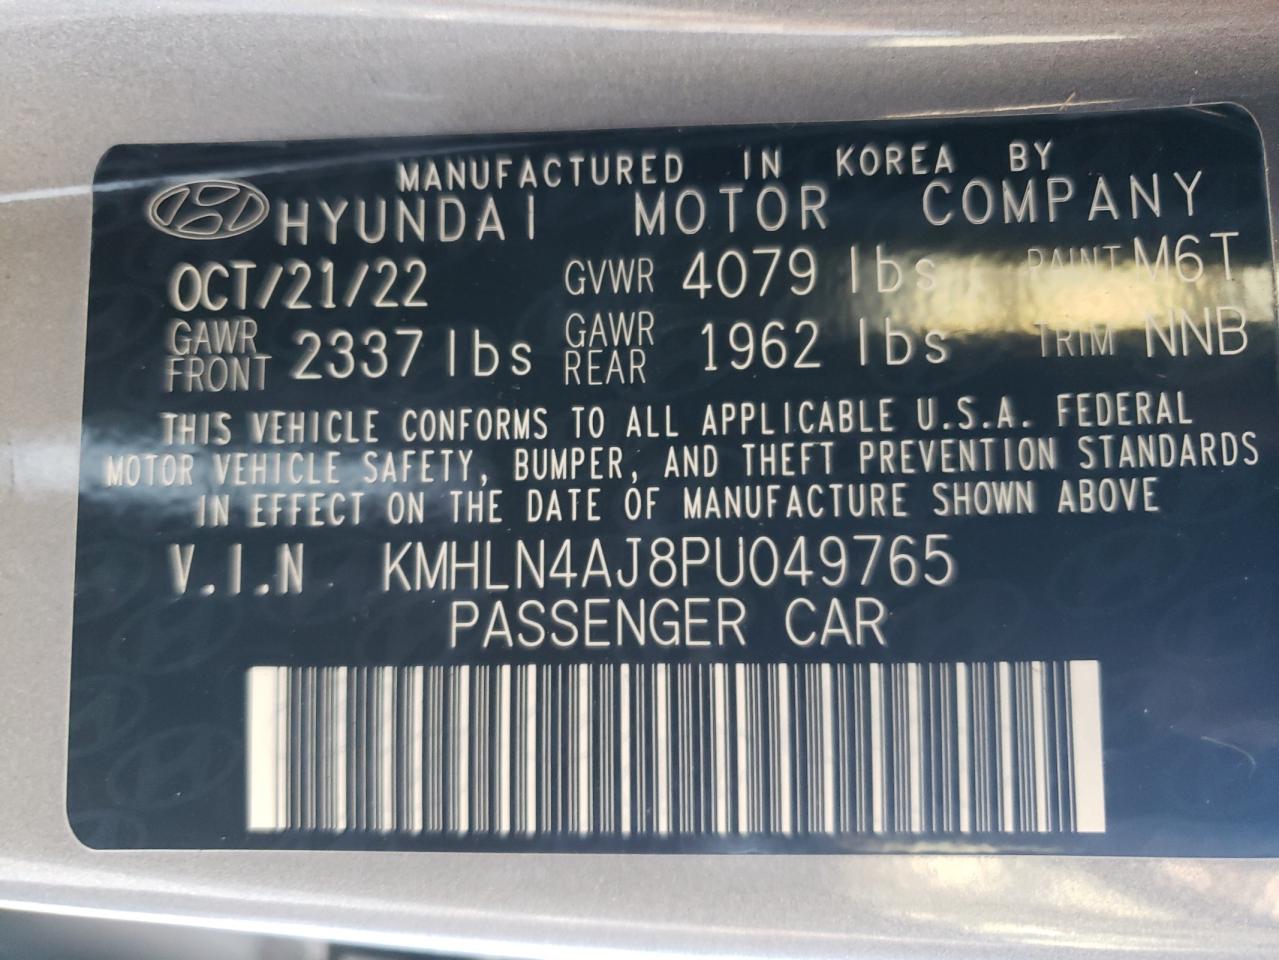 MANUFACTURED IN KOREA BY
HYUNDAI MOTOR COMPANY
OCT/21/22 GVWR 4079 lbs PAINT M6T
GAWR FRONT 2337 lbs GAWR REAR 1962 lbs TRIM NNB
THIS VEHICLE CONFORMS TO ALL APPLICABLE U.S.A. FEDERAL
MOTOR VEHICLE SAFETY, BUMPER, AND THEFT PREVENTION STANDARDS
IN EFFECT ON THE DATE OF MANUFACTURE SHOWN ABOVE
V.I.N KMHLN4AJ8PU049765
PASSENGER CAR